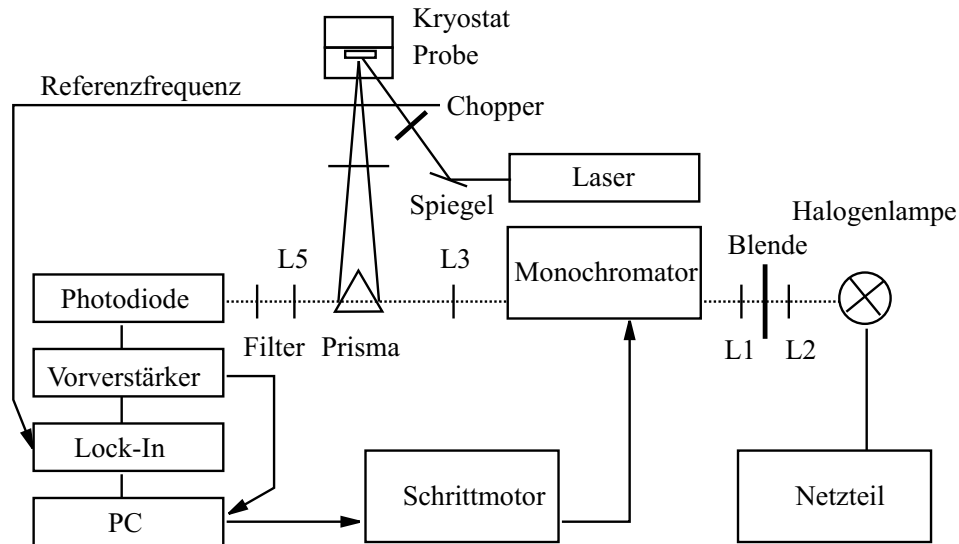 Kryostat
Probe
Referenzfrequenz
Chopper
Laser
Spiegel
Halogenlampe
Blende
L5
L3
Monochromator
Photodiode
Filter
Prisma
L1
L2
Vorverstärker
Lock-In
Schrittmotor
Netzteil
PC